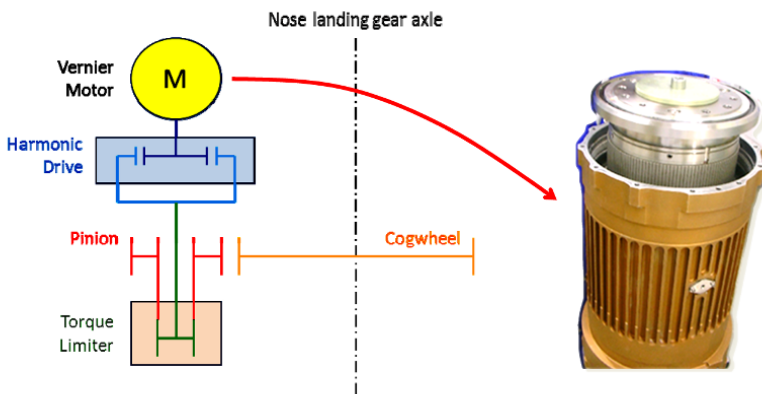 Nose landing gear axle
Vernier
Motor
M
Harmonic
Drive
Pinion
Cogwheel
Torque
Limiter